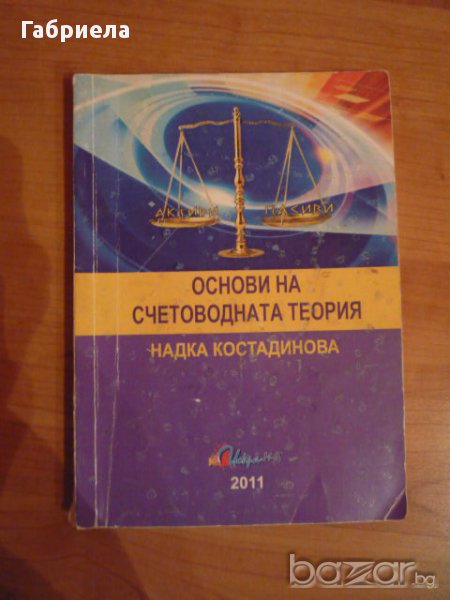 Габриела
АКТИВИ
ПАСИВИ
ОСНОВИ НА
СЧЕТОВОДНАТА ТЕОРИЯ
НАДКА КОСТАДИНОВА
2011
bazar.bg